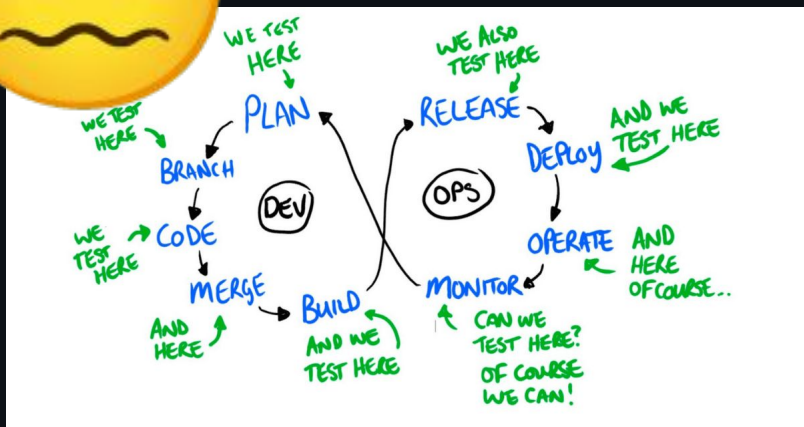 WE TEST
HERE
WE ALSO
TEST HERE
WE TEST
HERE
PLAN
RELEASE
AND WE
TEST HERE
BRANCH
DEPLOY
DEV
OPS
WE
TEST
HERE
CODE
OPERATE
AND
HERE
OFCOURSE..
MERGE
BUILD
MONITOR
AND
HERE
AND WE
TEST HERE
CAN WE
TEST HERE?
OF COURSE
WE CAN!